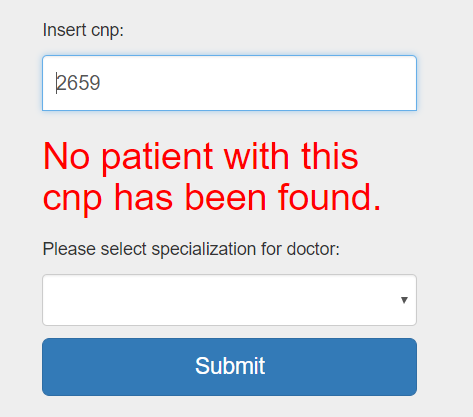 Insert cnp:
2659
No patient with this
cnp has been found.
Please select specialization for doctor:
Submit